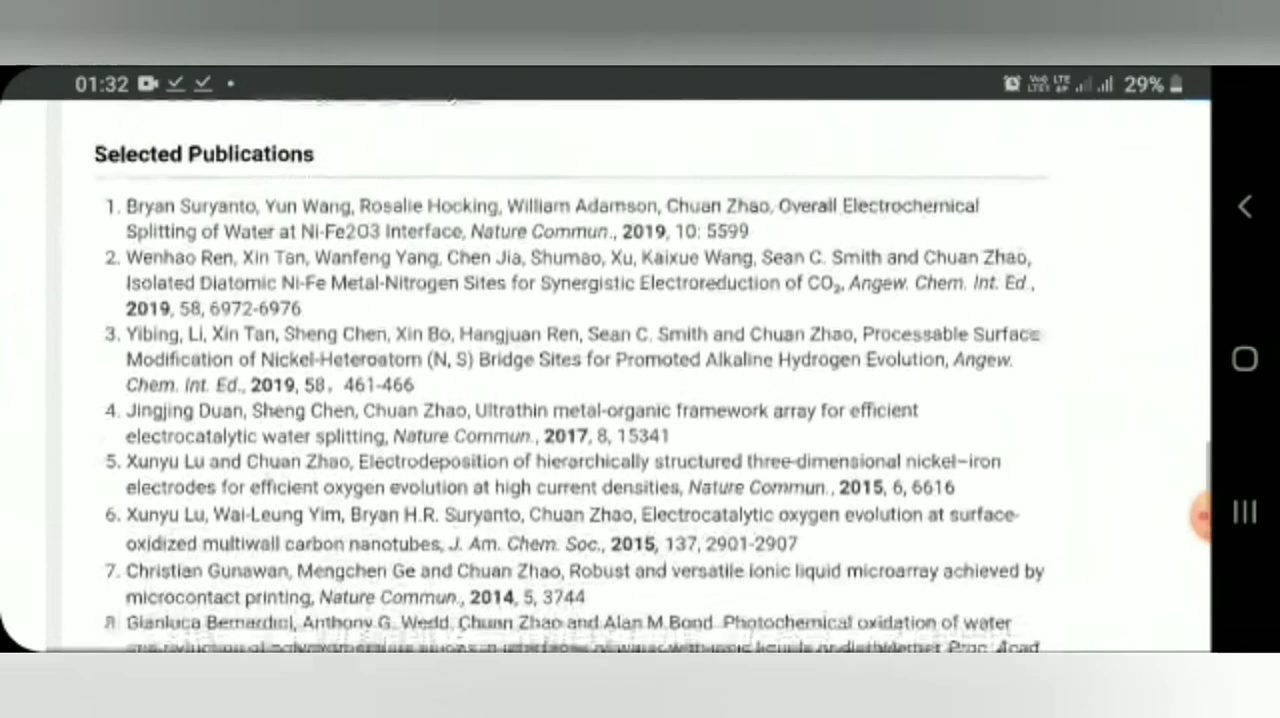 01:32
VoLTE1 LTE 29%
Selected Publications
1. Bryan Suryanto, Yun Wang, Rosalie Hocking, William Adamson, Chuan Zhao, Overall Electrochemical
Splitting of Water at Ni-Fe2O3 Interface, Nature Commun., 2019, 10: 5599
2. Wenhao Ren, Xin Tan, Wanfeng Yang, Chen Jia, Shumao, Xu, Kaixue Wang, Sean C. Smith and Chuan Zhao,
Isolated Diatomic Ni-Fe Metal-Nitrogen Sites for Synergistic Electroreduction of CO₂, Angew. Chem. Int. Ed.,
2019, 58, 6972-6976
3. Yibing, Li, Xin Tan, Sheng Chen, Xin Bo, Hangjuan Ren, Sean C. Smith and Chuan Zhao, Processable Surface
Modification of Nickel-Heteroatom (N, S) Bridge Sites for Promoted Alkaline Hydrogen Evolution, Angew.
Chem. Int. Ed., 2019, 58, 461-466
4. Jingjing Duan, Sheng Chen, Chuan Zhao, Ultrathin metal-organic framework array for efficient
electrocatalytic water splitting, Nature Commun., 2017, 8, 15341
5. Xunyu Lu and Chuan Zhao, Electrodeposition of hierarchically structured three-dimensional nickel–iron
electrodes for efficient oxygen evolution at high current densities, Nature Commun., 2015, 6, 6616
6. Xunyu Lu, Wai-Leung Yim, Bryan H.R. Suryanto, Chuan Zhao, Electrocatalytic oxygen evolution at surface-
oxidized multiwall carbon nanotubes, J. Am. Chem. Soc., 2015, 137, 2901-2907
7. Christian Gunawan, Mengchen Ge and Chuan Zhao, Robust and versatile ionic liquid microarray achieved by
microcontact printing, Nature Commun., 2014, 5, 3744
8 Gianluca Bernardini, Anthony G. Wedd, Chuan Zhao and Alan M.Bond Photochemical oxidation of water